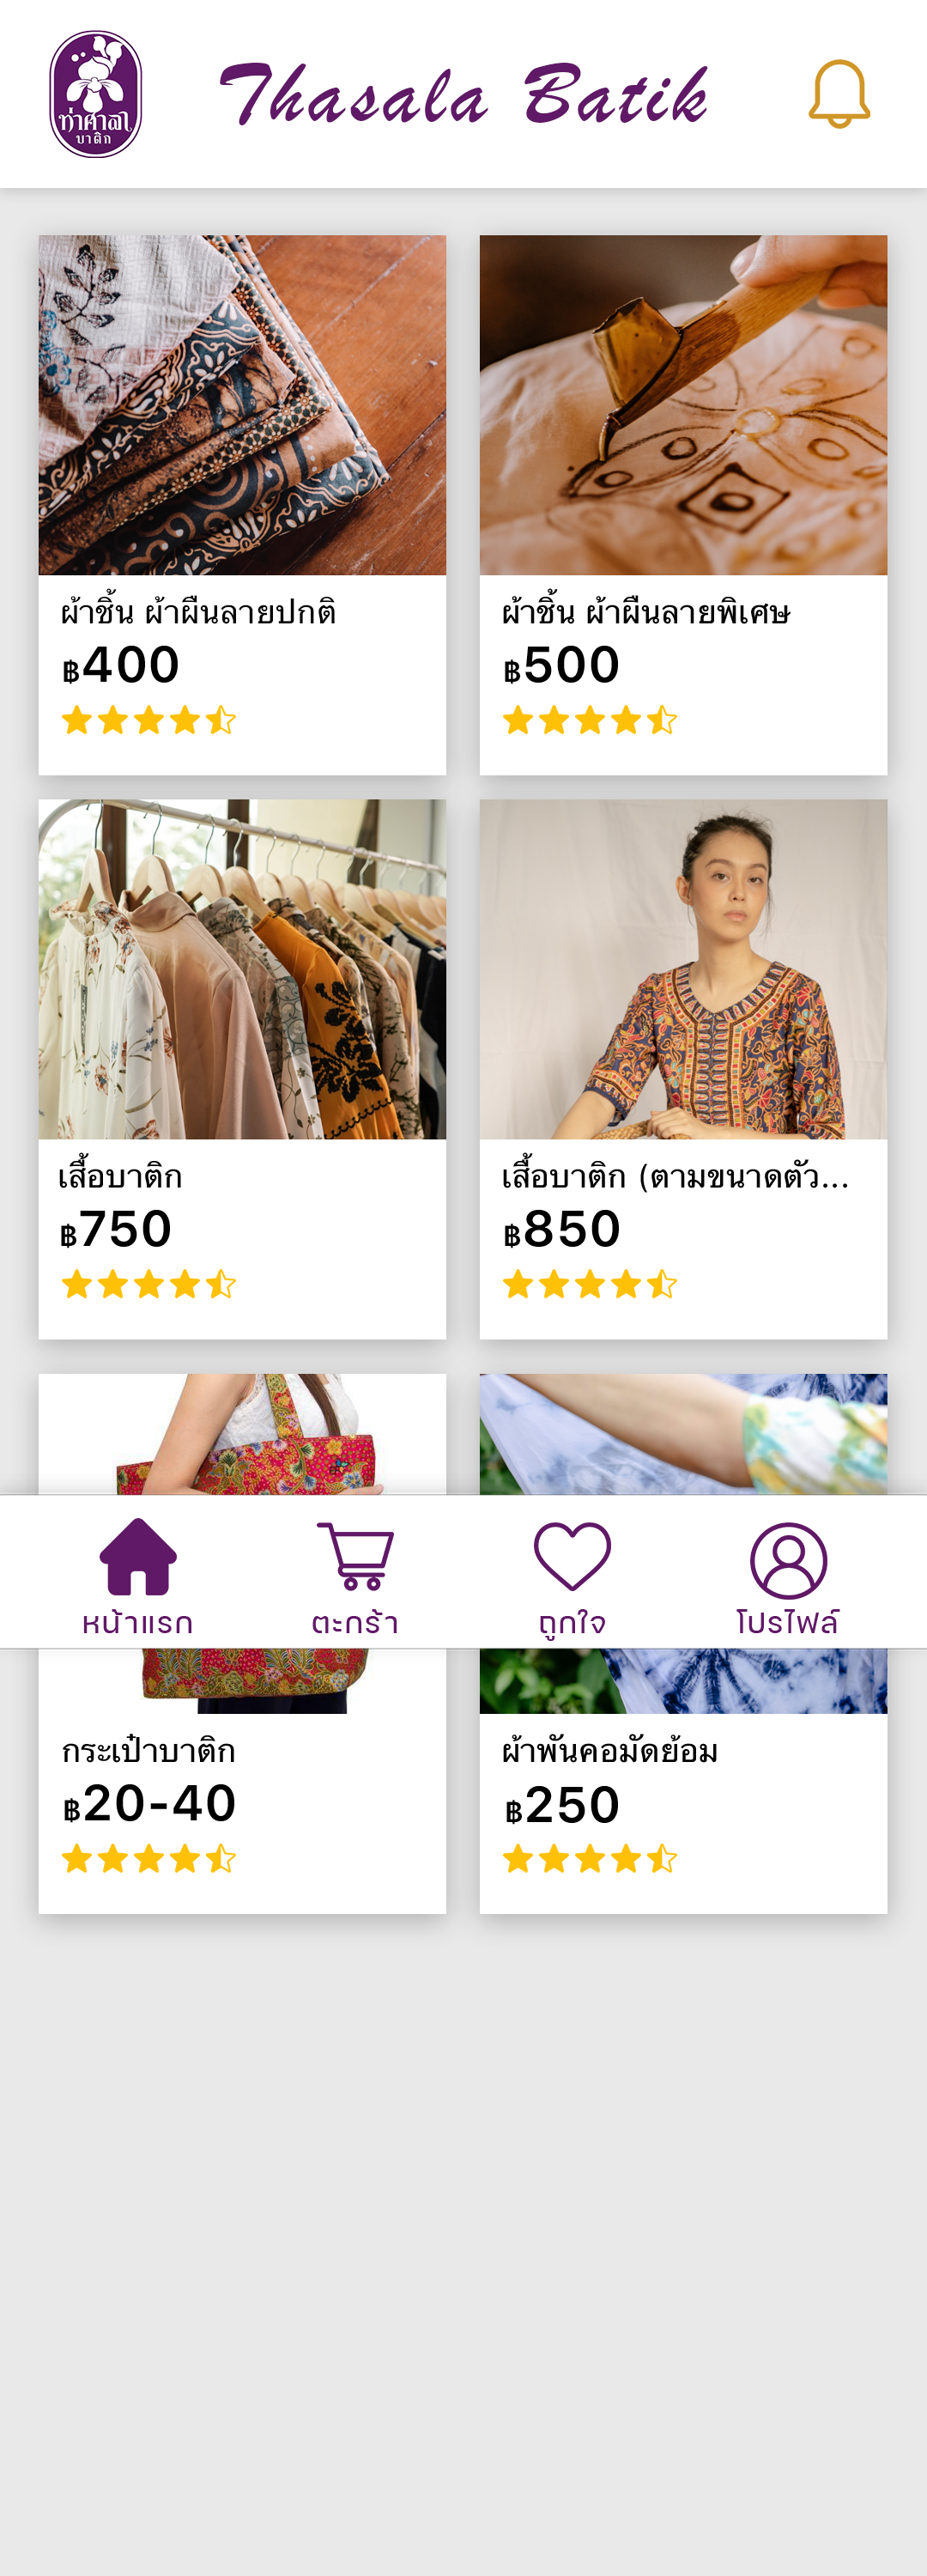 ท่าศาลา
บาติก
Thasala Batik
ผ้าชิ้น ผ้าผืนลายปกติ
฿400
ผ้าชิ้น ผ้าผืนลายพิเศษ
฿500
เสื้อบาติก
฿750
เสื้อบาติก (ตามขนาดตัว...
฿850
หน้าแรก
ตะกร้า
ถูกใจ
โปรไฟล์
กระเป๋าบาติก
฿20-40
ผ้าพันคอมัดย้อม
฿250